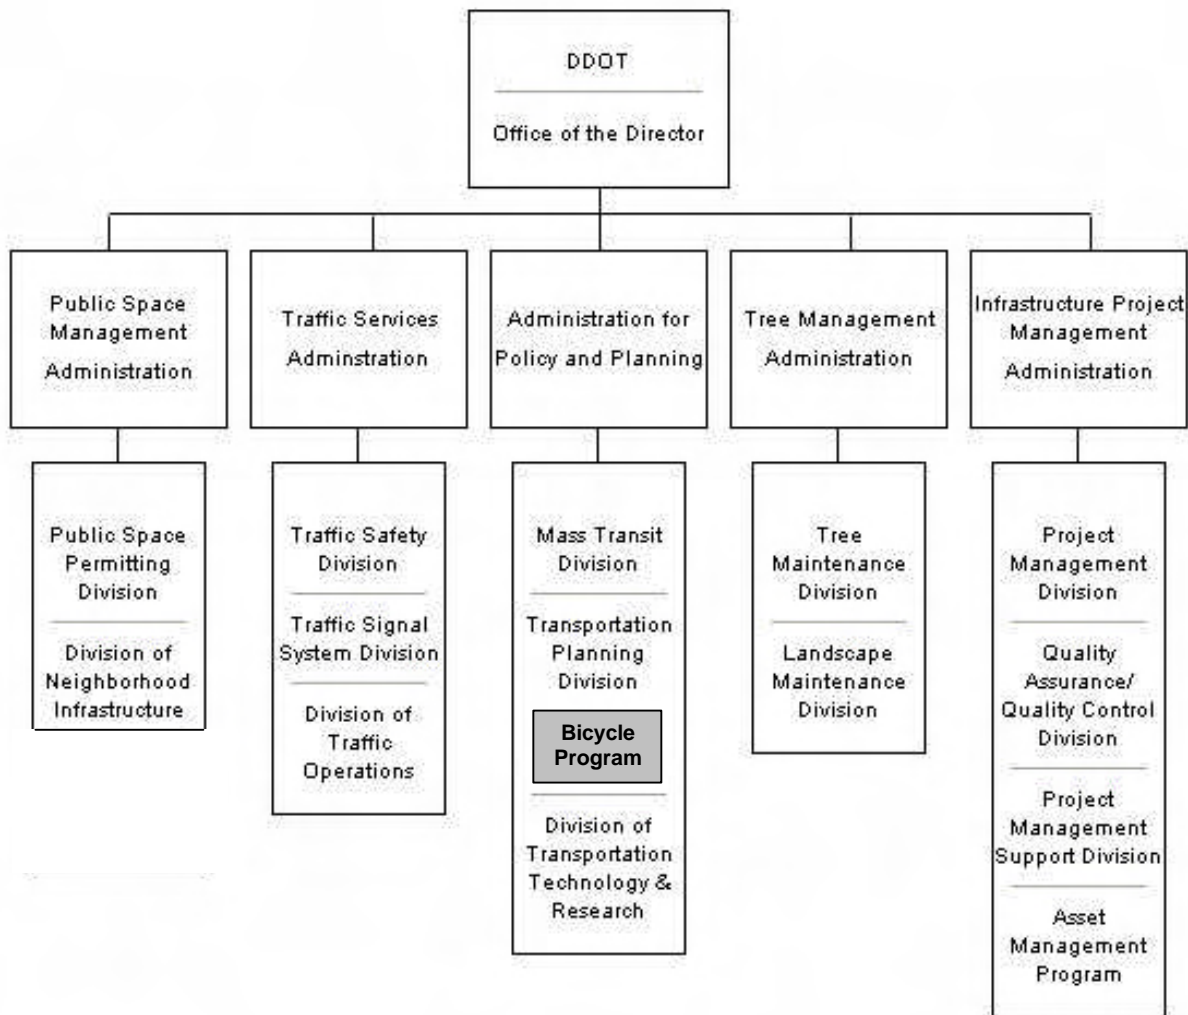 DDOT
Office of the Director
Public Space
Management
Administration
Traffic Services
Adminstration
Administration for
Policy and Planning
Tree Management
Administration
Infrastructure Project
Management
Administration
Public Space
Permitting
Division
Division of
Neighborhood
Infrastructure
Traffic Safety
Division
Traffic Signal
System Division
Division of
Traffic
Operations
Mass Transit
Division
Transportation
Planning
Division
Bicycle
Program
Division of
Transportation
Technology &
Research
Tree
Maintenance
Division
Landscape
Maintenance
Division
Project
Management
Division
Quality
Assurance/
Quality Control
Division
Project
Management
Support Division
Asset
Management
Program